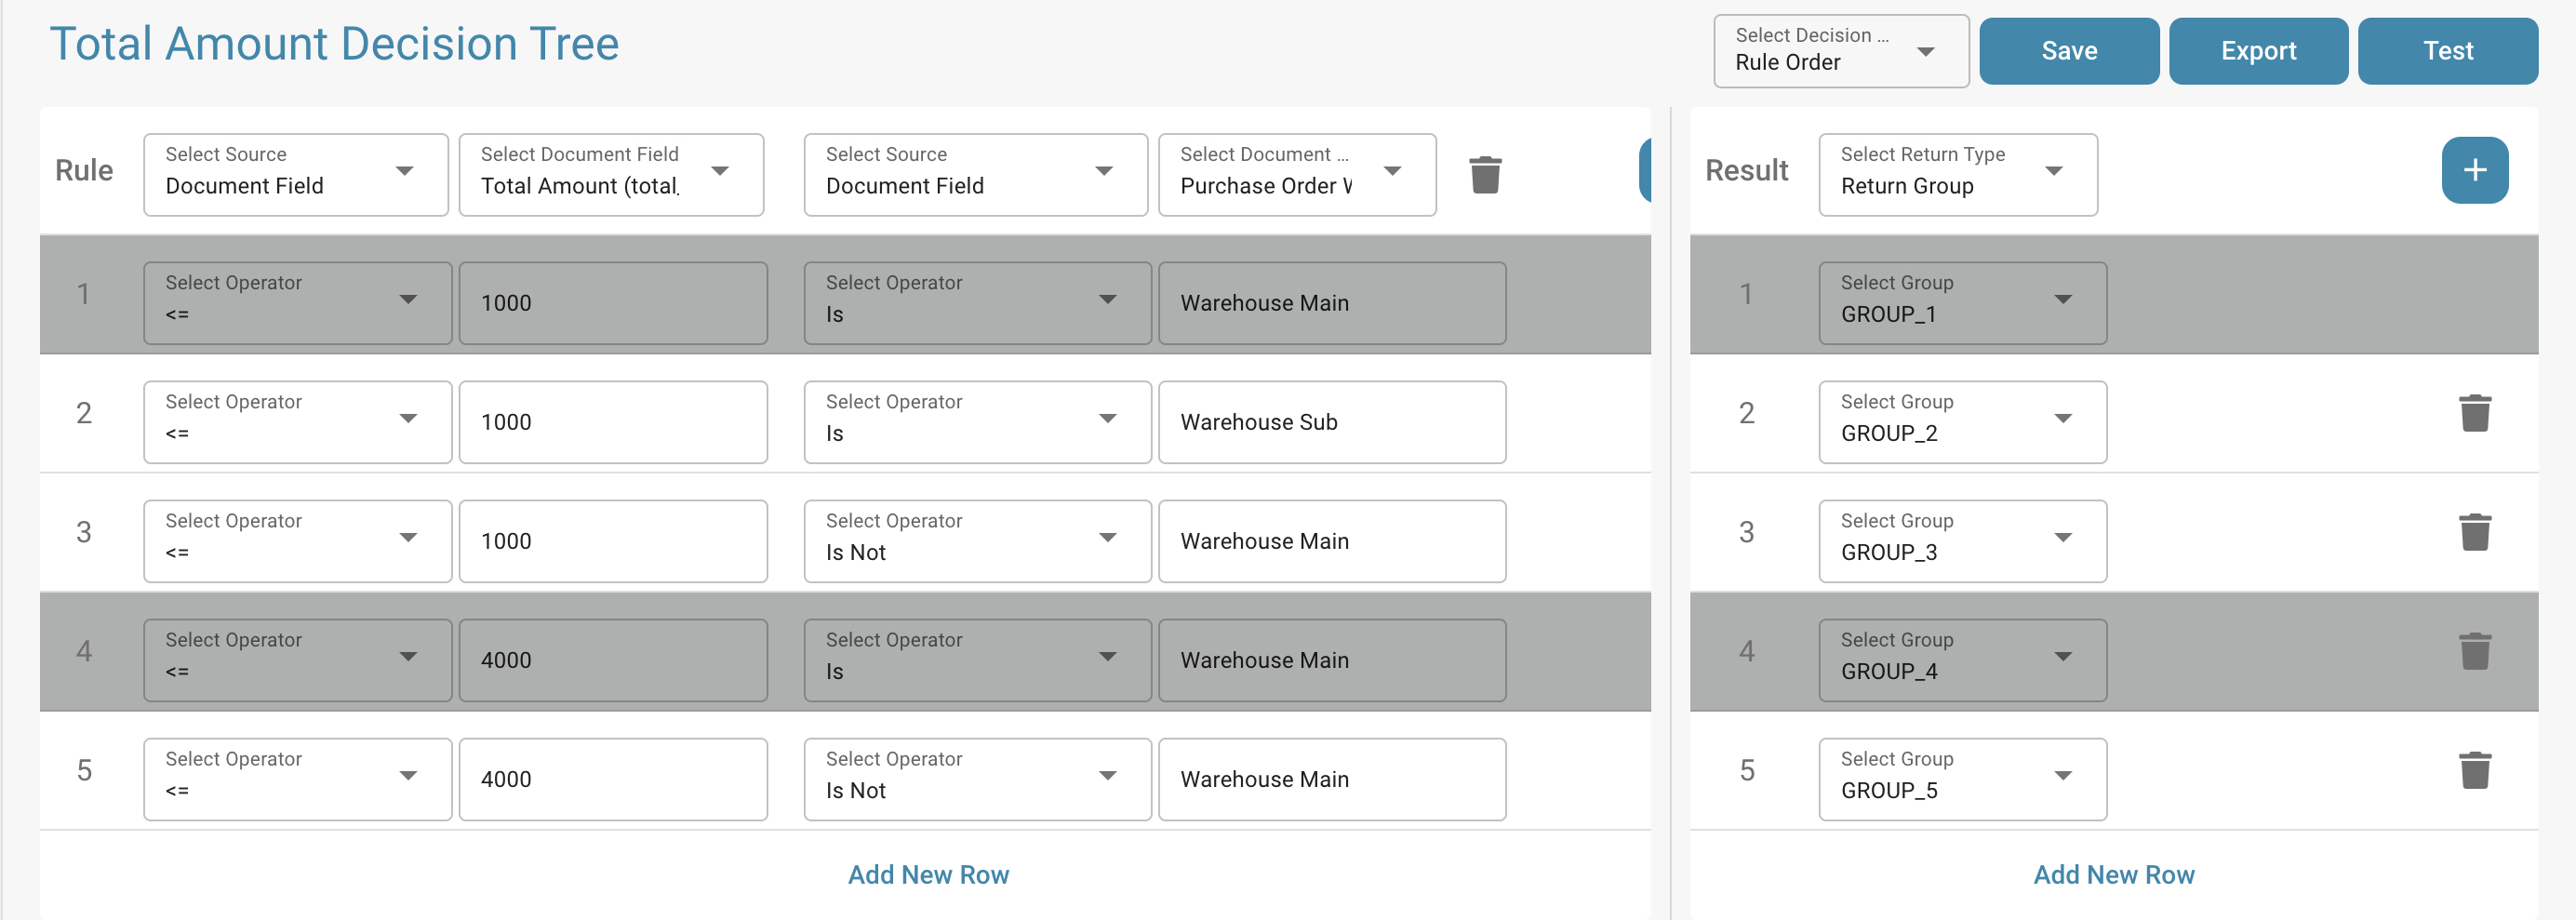 Total Amount Decision Tree
Select Decision ...
Rule Order
Save
Export
Test
Rule
Select Source
Document Field
Select Document Field
Total Amount (total
Select Source
Document Field
Select Document ...
Purchase Order
Result
Select Return Type
Return Group
+
1
Select Operator
<=
1000
Select Operator
Is
Warehouse Main
1
Select Group
GROUP_1
2
Select Operator
<=
1000
Select Operator
Is
Warehouse Sub
2
Select Group
GROUP_2
3
Select Operator
<=
1000
Select Operator
Is Not
Warehouse Main
3
Select Group
GROUP_3
4
Select Operator
<=
4000
Select Operator
Is
Warehouse Main
4
Select Group
GROUP_4
5
Select Operator
<=
4000
Select Operator
Is Not
Warehouse Main
5
Select Group
GROUP_5
Add New Row
Add New Row